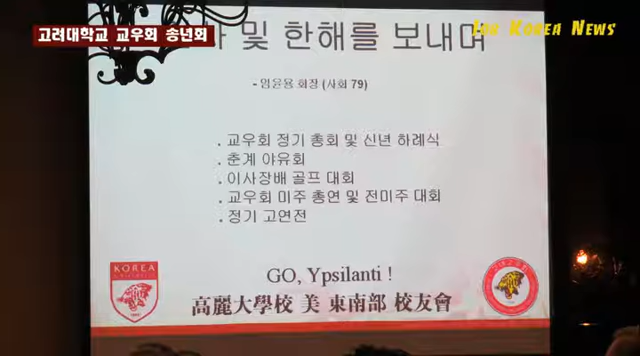 고려대학교 교우회 송년회
IBN KOREA NEWS
및 한해를 보내며
- 엄윤용 회장 (사회 79)
. 교우회 정기 총회 및 신년 하례식
. 춘계 야유회
. 이사장배 골프 대회
. 교우회 미주 총연 및 전미주 대회
. 정기 고연전
GO, Ypsilanti !
高麗大學校 美 東南部 校友會
KOREA